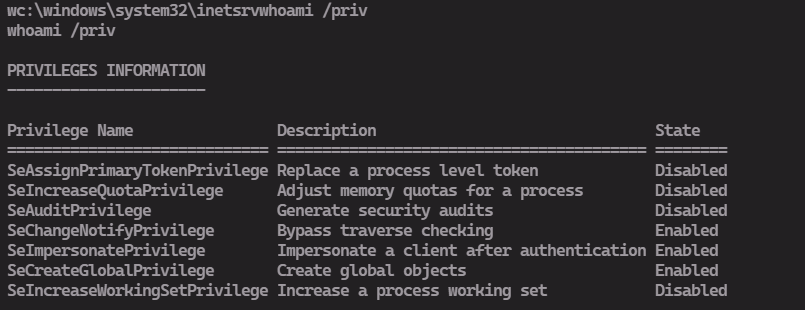 wc:\windows\system32\inetsrvwhoami /priv
whoami /priv
PRIVILEGES INFORMATION
----------------------
Privilege Name                Description                               State
============================= ========================================= ========
SeAssignPrimaryTokenPrivilege Replace a process level token             Disabled
SeIncreaseQuotaPrivilege      Adjust memory quotas for a process        Disabled
SeAuditPrivilege              Generate security audits                  Disabled
SeChangeNotifyPrivilege       Bypass traverse checking                  Enabled
SeImpersonatePrivilege        Impersonate a client after authentication Enabled
SeCreateGlobalPrivilege       Create global objects                     Enabled
SeIncreaseWorkingSetPrivilege Increase a process working set            Disabled